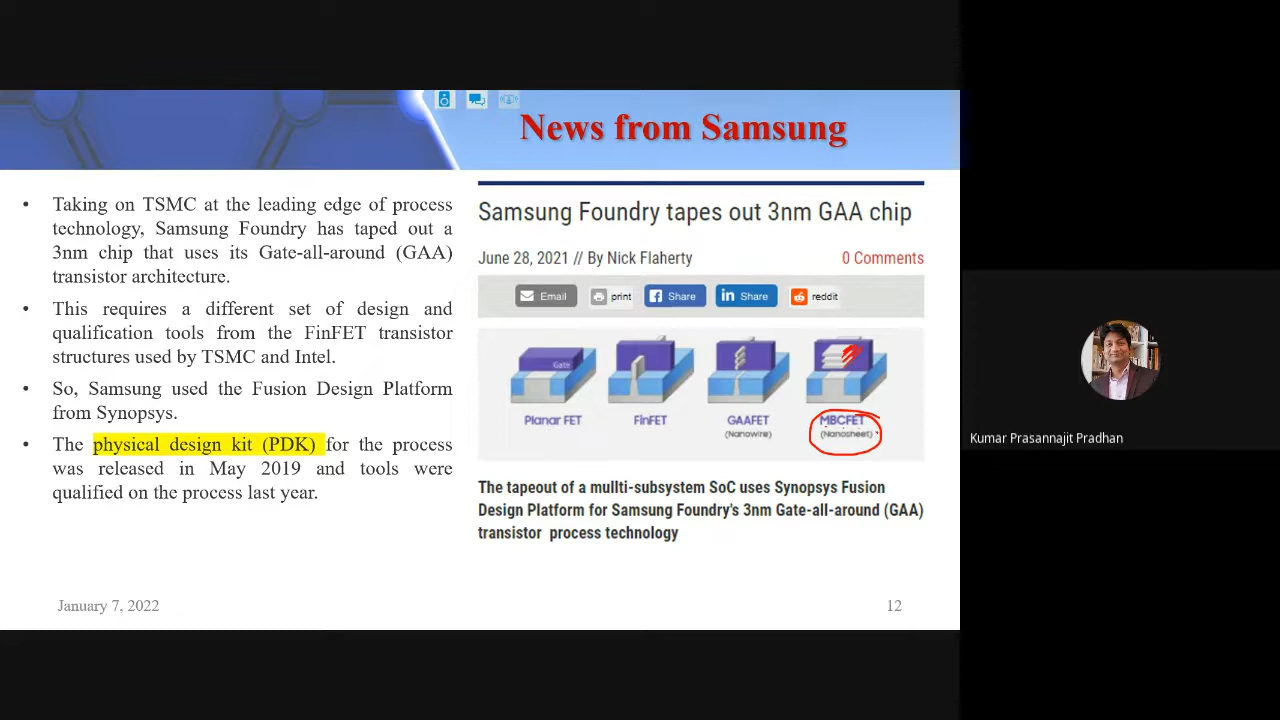 News from Samsung
• Taking on TSMC at the leading edge of process
technology, Samsung Foundry has taped out a
3nm chip that uses its Gate-all-around (GAA)
transistor architecture.
• This requires a different set of design and
qualification tools from the FinFET transistor
structures used by TSMC and Intel.
• So, Samsung used the Fusion Design Platform
from Synopsys.
• The physical design kit (PDK) for the process
was released in May 2019 and tools were
qualified on the process last year.
Samsung Foundry tapes out 3nm GAA chip
June 28, 2021 // By Nick Flaherty 0 Comments
Email print Share Share reddit
Gate
Planar FET FinFET GAAFET MBCFET
(Nanowire) (Nanosheet)
The tapeout of a mullti-subsystem SoC uses Synopsys Fusion
Design Platform for Samsung Foundry's 3nm Gate-all-around (GAA)
transistor process technology
January 7, 2022 12
Kumar Prasannajit Pradhan